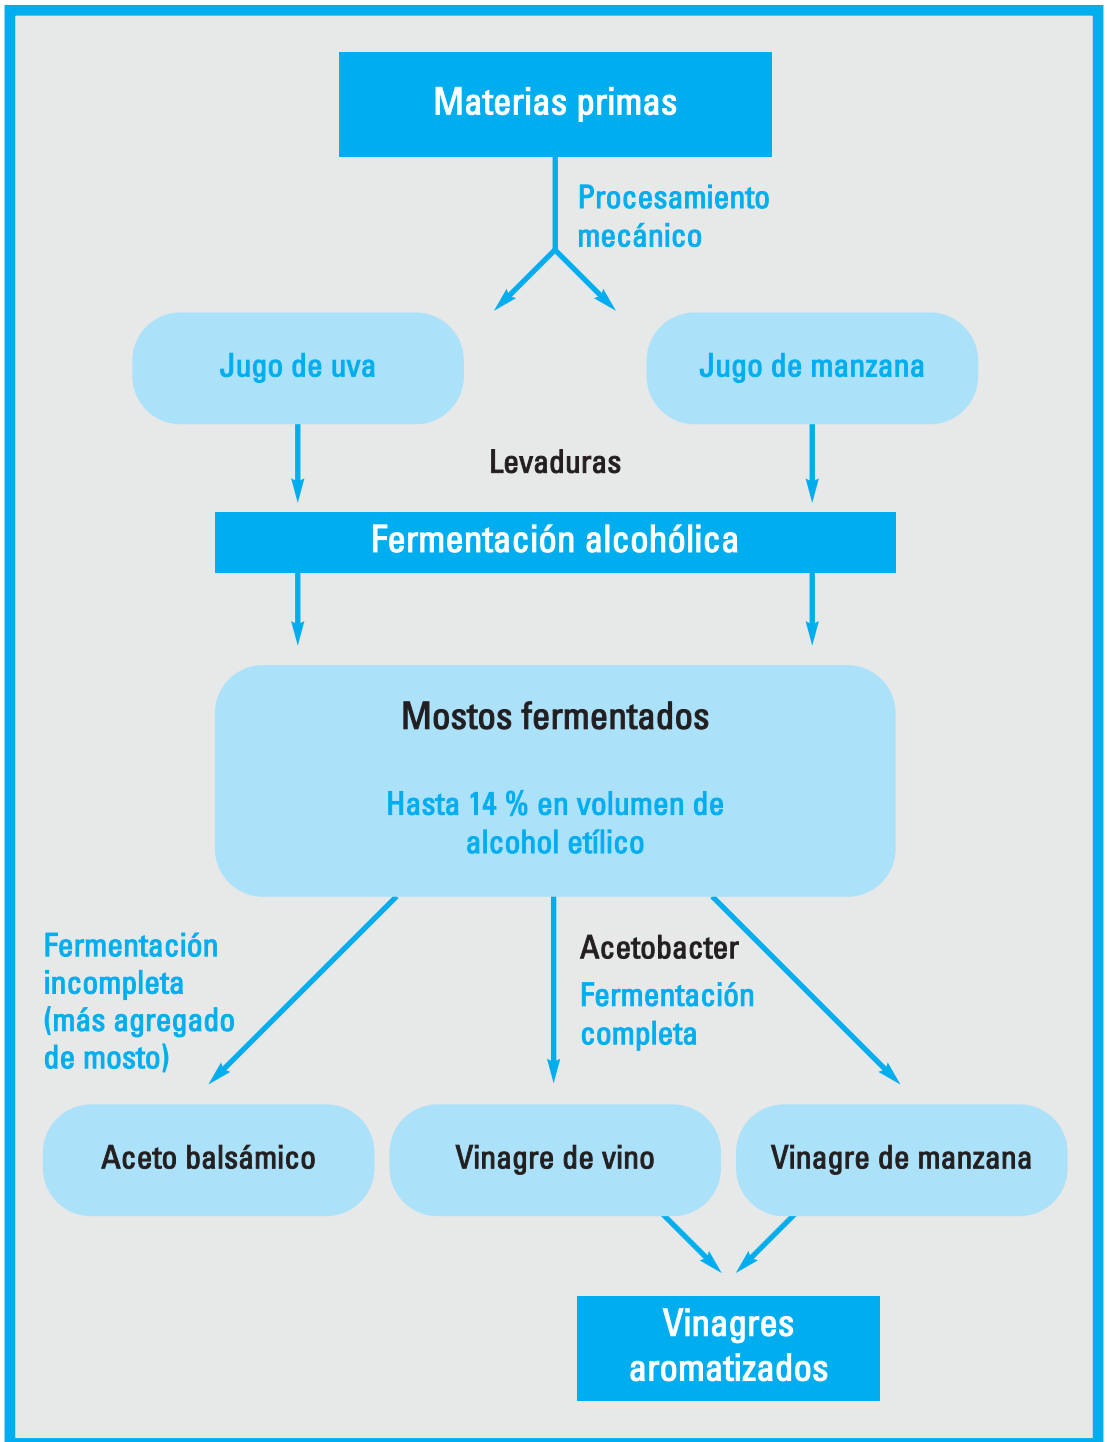 Materias primas
Procesamiento
mecánico
Jugo de uva
Jugo de manzana
Levaduras
Fermentación alcohólica
Mostos fermentados
Hasta 14 % en volumen de
alcohol etílico
Fermentación
incompleta
(más agregado
de mosto)
Acetobacter
Fermentación
completa
Aceto balsámico
Vinagre de vino
Vinagre de manzana
Vinagres
aromatizados